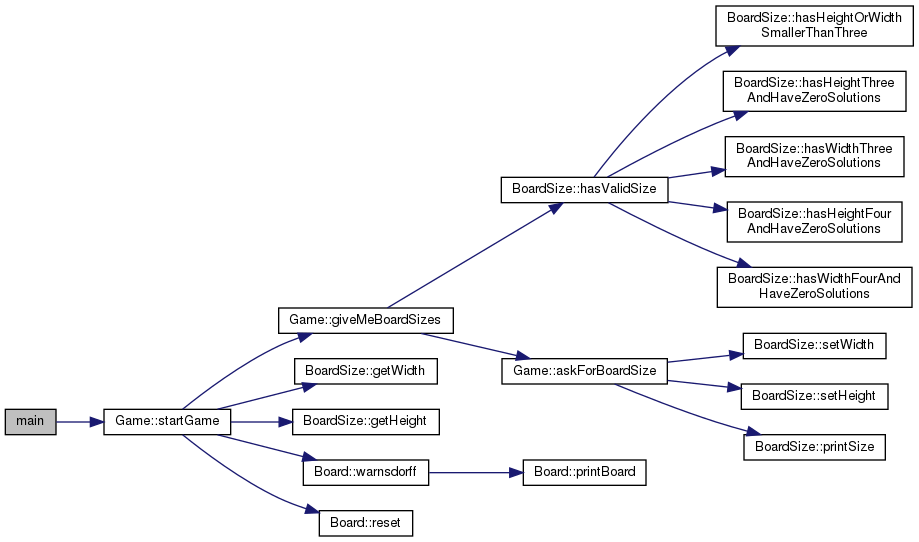 BoardSize::hasHeightOrWidth
SmallerThanThree
BoardSize::hasHeightThree
AndHaveZeroSolutions
BoardSize::hasWidthThree
AndHaveZeroSolutions
BoardSize::hasValidSize
BoardSize::hasHeightFour
AndHaveZeroSolutions
BoardSize::hasWidthFourAnd
HaveZeroSolutions
Game::giveMeBoardSizes
BoardSize::setWidth
BoardSize::getWidth
Game::askForBoardSize
BoardSize::setHeight
main
Game::startGame
BoardSize::getHeight
BoardSize::printSize
Board::warnsdorff
Board::printBoard
Board::reset